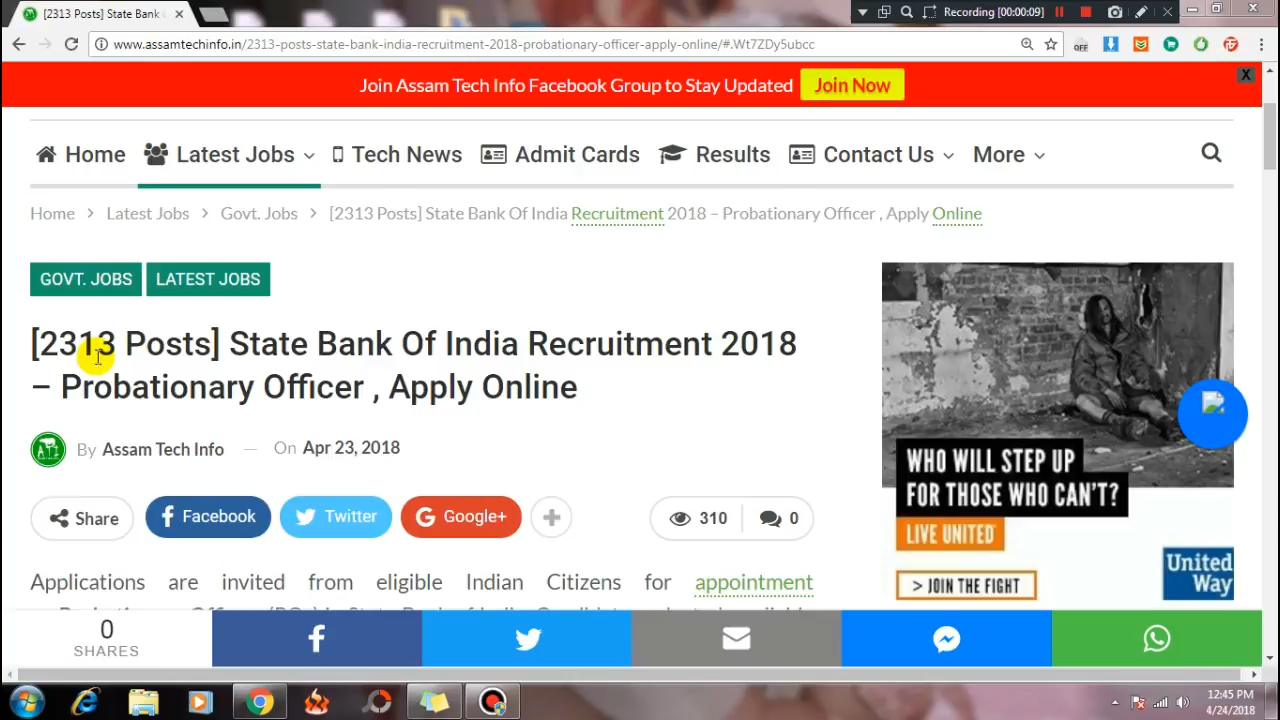 [2313 Posts] State Bank
Recording [00:00:09]
www.assamtechinfo.in/2313-posts-state-bank-india-recruitment-2018-probationary-officer-apply-online/#.Wt7ZDy5ubcc
OFF
Join Assam Tech Info Facebook Group to Stay Updated Join Now X
Home Latest Jobs Tech News Admit Cards Results Contact Us More
Home > Latest Jobs > Govt. Jobs > [2313 Posts] State Bank Of India Recruitment 2018 – Probationary Officer , Apply Online
GOVT. JOBS LATEST JOBS
[2313 Posts] State Bank Of India Recruitment 2018
– Probationary Officer , Apply Online
By Assam Tech Info — On Apr 23, 2018
Share Facebook Twitter Google+ 310 0
Applications are invited from eligible Indian Citizens for appointment
WHO WILL STEP UP
FOR THOSE WHO CAN'T?
LIVE UNITED
> JOIN THE FIGHT
United
Way
0
SHARES
12:45 PM
4/24/2018